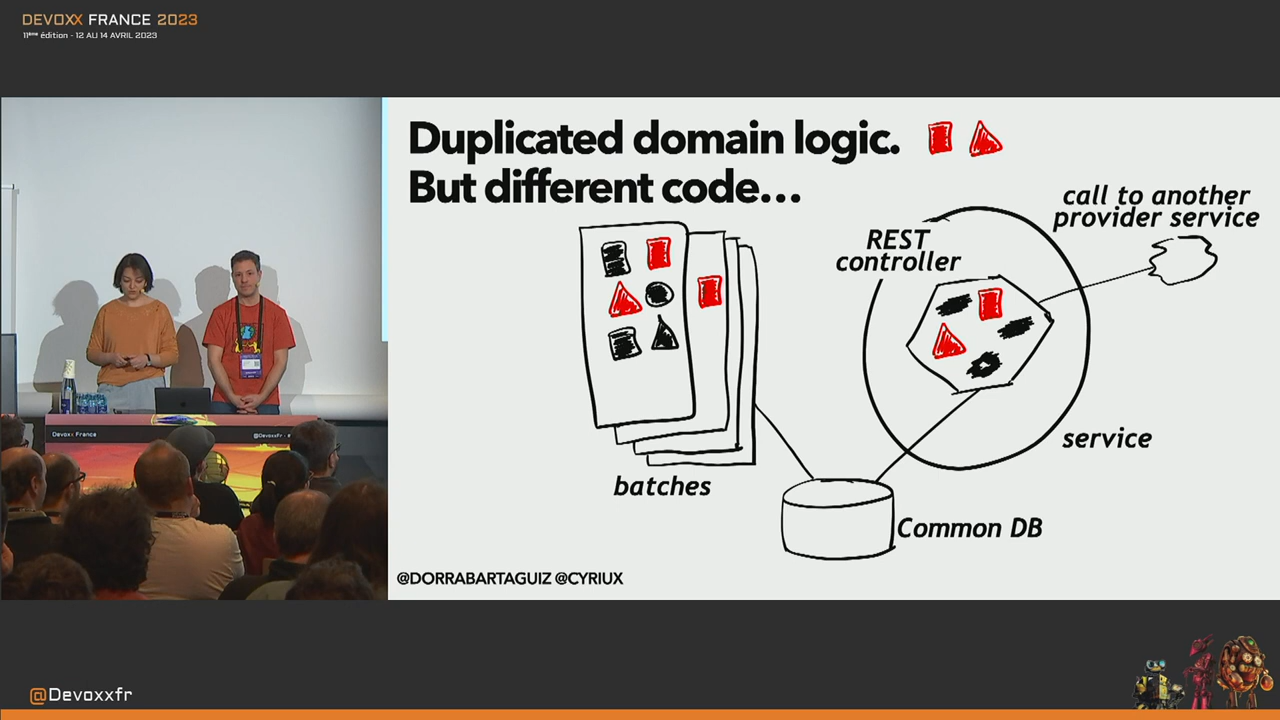 DEVOXX FRANCE 2023
11ème édition - 12 AU 14 AVRIL 2023
Duplicated domain logic.
But different code...
call to another
provider service
REST
controller
service
batches
Common DB
@DORRABARTAGUIZ @CYRIUX
Devoxx France
@DevoxxFr
@Devoxxfr